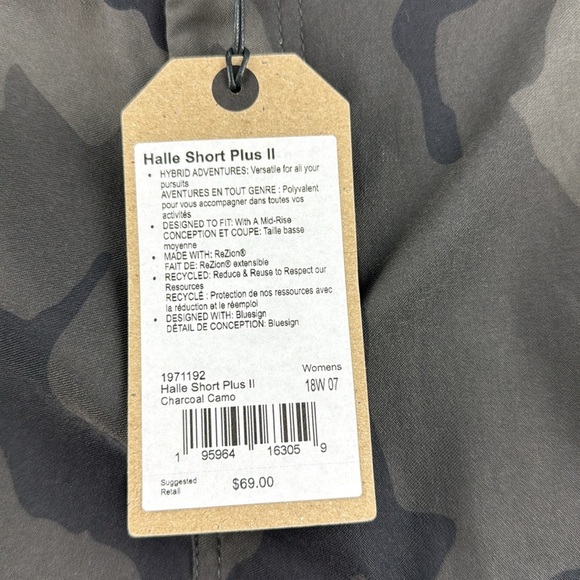 Halle Short Plus II
• HYBRID ADVENTURES: Versatile for all your
pursuits
AVENTURES EN TOUT GENRE : Polyvalent
pour vous accompagner dans toutes vos
activités
• DESIGNED TO FIT: With A Mid-Rise
CONCEPTION ET COUPE: Taille basse
moyenne
• MADE WITH: ReZion®
FAIT DE: ReZion® extensible
• RECYCLED: Reduce & Reuse to Respect our
Resources
RECYCLÉ : Protection de nos ressources avec
la réduction et le réemploi
• DESIGNED WITH: Bluesign
DÉTAIL DE CONCEPTION: Bluesign
1971192 Womens
Halle Short Plus II 18W 07
Charcoal Camo
1 95964 16305 9
Suggested
Retail $69.00